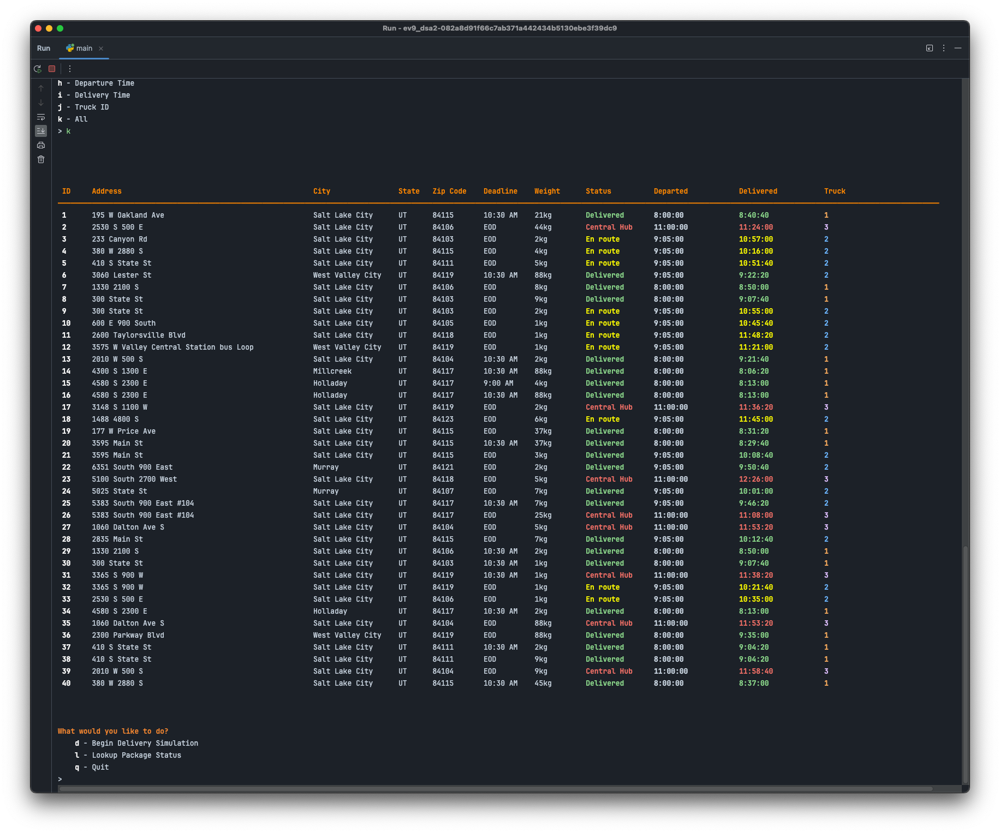 Run - ev9_dsa2-082a8d91f66c7ab371a442434b5130ebe3f39dc9
Run main
h - Departure Time
i - Delivery Time
j - Truck ID
k - All
> k
ID Address City State Zip Code Deadline Weight Status Departed Delivered Truck
1 195 W Oakland Ave Salt Lake City UT 84115 10:30 AM 21kg Delivered 8:00:00 8:40:40 1
2 2530 S 500 E Salt Lake City UT 84106 EOD 44kg Central Hub 11:00:00 11:24:00 3
3 233 Canyon Rd Salt Lake City UT 84103 EOD 2kg En route 9:05:00 10:57:00 2
4 380 W 2880 S Salt Lake City UT 84115 EOD 4kg En route 9:05:00 10:16:00 2
5 410 S State St Salt Lake City UT 84111 EOD 5kg En route 9:05:00 10:51:40 2
6 3060 Lester St West Valley City UT 84119 10:30 AM 88kg Delivered 9:05:00 9:22:20 2
7 1330 2100 S Salt Lake City UT 84106 EOD 8kg Delivered 8:00:00 8:50:00 1
8 300 State St Salt Lake City UT 84103 EOD 9kg Delivered 8:00:00 9:07:40 1
9 300 State St Salt Lake City UT 84103 EOD 2kg En route 9:05:00 10:55:00 2
10 600 E 900 South Salt Lake City UT 84105 EOD 1kg En route 9:05:00 10:45:40 2
11 2600 Taylorsville Blvd Salt Lake City UT 84118 EOD 1kg En route 9:05:00 11:48:20 2
12 3575 W Valley Central Station bus Loop West Valley City UT 84119 EOD 1kg En route 9:05:00 11:21:00 2
13 2010 W 500 S Salt Lake City UT 84104 10:30 AM 2kg Delivered 8:00:00 9:21:40 1
14 4300 S 1300 E Millcreek UT 84117 10:30 AM 88kg Delivered 8:00:00 8:06:20 1
15 4580 S 2300 E Holladay UT 84117 9:00 AM 4kg Delivered 8:00:00 8:13:00 1
16 4580 S 2300 E Holladay UT 84117 10:30 AM 88kg Delivered 8:00:00 8:13:00 1
17 3148 S 1100 W Salt Lake City UT 84119 EOD 2kg Central Hub 11:00:00 11:36:20 3
18 1488 4800 S Salt Lake City UT 84123 EOD 6kg En route 9:05:00 11:45:00 2
19 177 W Price Ave Salt Lake City UT 84115 EOD 37kg Delivered 8:00:00 8:31:20 1
20 3595 Main St Salt Lake City UT 84115 10:30 AM 37kg Delivered 8:00:00 8:29:40 1
21 3595 Main St Salt Lake City UT 84115 EOD 3kg Delivered 9:05:00 10:08:40 2
22 6351 South 900 East Murray UT 84121 EOD 2kg Delivered 9:05:00 9:50:40 2
23 5100 South 2700 West Salt Lake City UT 84118 EOD 5kg Central Hub 11:00:00 12:26:00 3
24 5025 State St Murray UT 84107 EOD 7kg Delivered 9:05:00 10:01:00 2
25 5383 South 900 East #104 Salt Lake City UT 84117 10:30 AM 7kg Delivered 9:05:00 9:46:20 2
26 5383 South 900 East #104 Salt Lake City UT 84117 EOD 25kg Central Hub 11:00:00 11:08:00 3
27 1060 Dalton Ave S Salt Lake City UT 84104 EOD 5kg Central Hub 11:00:00 11:53:20 3
28 2835 Main St Salt Lake City UT 84115 EOD 7kg Delivered 9:05:00 10:12:40 2
29 1330 2100 S Salt Lake City UT 84106 10:30 AM 2kg Delivered 8:00:00 8:50:00 1
30 300 State St Salt Lake City UT 84103 10:30 AM 1kg Delivered 8:00:00 9:07:40 1
31 3365 S 900 W Salt Lake City UT 84119 10:30 AM 1kg Central Hub 11:00:00 11:38:20 3
32 3365 S 900 W Salt Lake City UT 84119 EOD 1kg En route 9:05:00 10:21:40 2
33 2530 S 500 E Salt Lake City UT 84106 EOD 1kg En route 9:05:00 10:35:00 2
34 4580 S 2300 E Holladay UT 84117 10:30 AM 2kg Delivered 8:00:00 8:13:00 1
35 1060 Dalton Ave S Salt Lake City UT 84104 EOD 88kg Central Hub 11:00:00 11:53:20 3
36 2300 Parkway Blvd West Valley City UT 84119 EOD 88kg Delivered 8:00:00 9:35:00 1
37 410 S State St Salt Lake City UT 84111 10:30 AM 2kg Delivered 8:00:00 9:04:20 1
38 410 S State St Salt Lake City UT 84111 EOD 9kg Delivered 8:00:00 9:04:20 1
39 2010 W 500 S Salt Lake City UT 84104 EOD 9kg Central Hub 11:00:00 11:58:40 3
40 380 W 2880 S Salt Lake City UT 84115 10:30 AM 45kg Delivered 8:00:00 8:37:00 1
What would you like to do?
d - Begin Delivery Simulation
l - Lookup Package Status
q - Quit
>